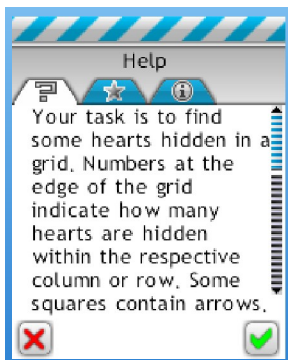 Help
Your task is to find
some hearts hidden in a
grid. Numbers at the
edge of the grid
indicate how many
hearts are hidden
within the respective
column or row. Some
squares contain arrows.